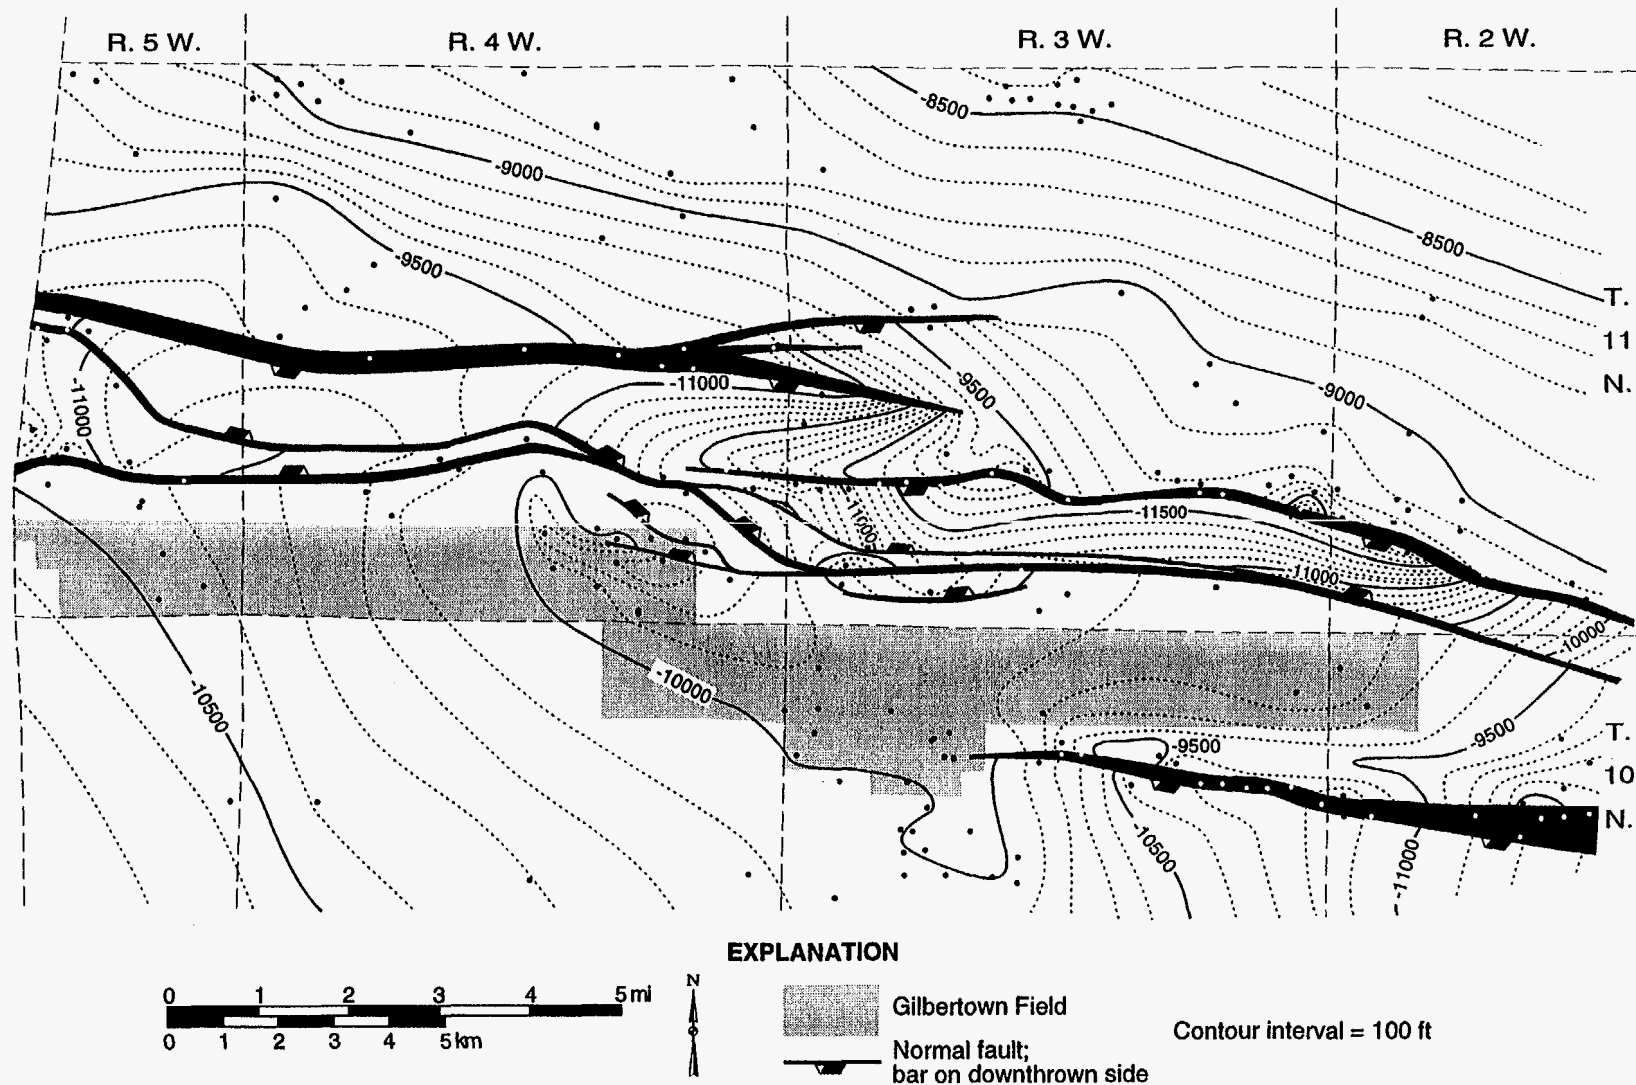 R. 5 W. R. 4 W. R. 3 W. R. 2 W.
-8500
-9000
-8500
-9500
T.
11
N.
-11000
-9500
-9000
-11000
-11500
-11000
-11000
-10000
-10000
-10500
-9500
-9500
T.
10
N.
-10500
-11000
EXPLANATION
0 1 2 3 4 5 mi
0 1 2 3 4 5 km
N
Gilbertown Field
Normal fault;
bar on downthrown side
Contour interval = 100 ft